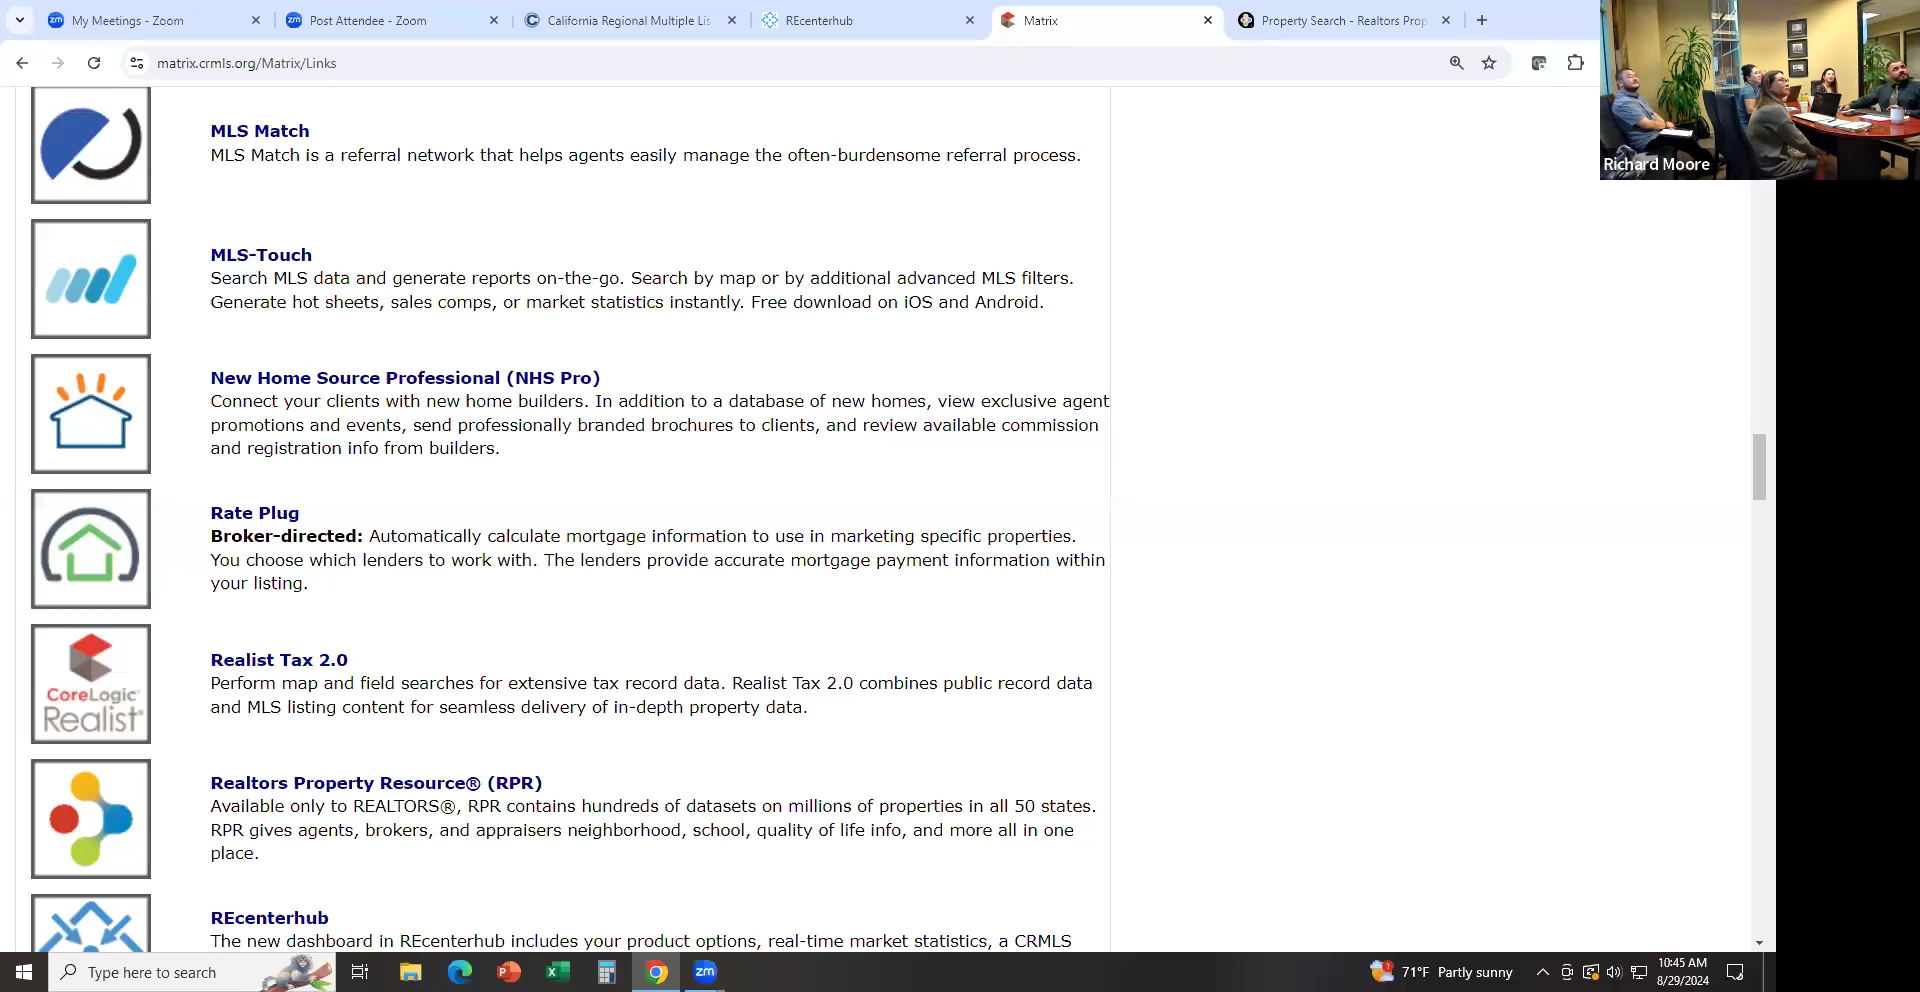 My Meetings - Zoom
Post Attendee - Zoom
California Regional Multiple Lis
REcenterhub
Matrix
Property Search - Realtors Prop
matrix.crmls.org/Matrix/Links
Richard Moore
MLS Match
MLS Match is a referral network that helps agents easily manage the often-burdensome referral process.
MLS-Touch
Search MLS data and generate reports on-the-go. Search by map or by additional advanced MLS filters.
Generate hot sheets, sales comps, or market statistics instantly. Free download on iOS and Android.
New Home Source Professional (NHS Pro)
Connect your clients with new home builders. In addition to a database of new homes, view exclusive agent
promotions and events, send professionally branded brochures to clients, and review available commission
and registration info from builders.
Rate Plug
Broker-directed: Automatically calculate mortgage information to use in marketing specific properties.
You choose which lenders to work with. The lenders provide accurate mortgage payment information within
your listing.
CoreLogic
Realist
Realist Tax 2.0
Perform map and field searches for extensive tax record data. Realist Tax 2.0 combines public record data
and MLS listing content for seamless delivery of in-depth property data.
Realtors Property Resource® (RPR)
Available only to REALTORS®, RPR contains hundreds of datasets on millions of properties in all 50 states.
RPR gives agents, brokers, and appraisers neighborhood, school, quality of life info, and more all in one
place.
REcenterhub
The new dashboard in REcenterhub includes your product options, real-time market statistics, a CRMLS
Type here to search
zm
71°F Partly sunny
10:45 AM
8/29/2024